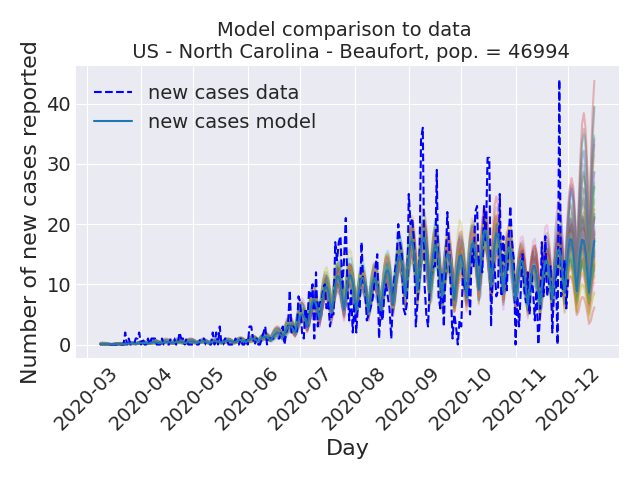 Model comparison to data
US - North Carolina - Beaufort, pop. = 46994
Number of new cases reported
40
30
20
10
0
new cases data
new cases model
2020-03
2020-04
2020-05
2020-06
2020-07
2020-08
2020-09
2020-10
2020-11
2020-12
Day